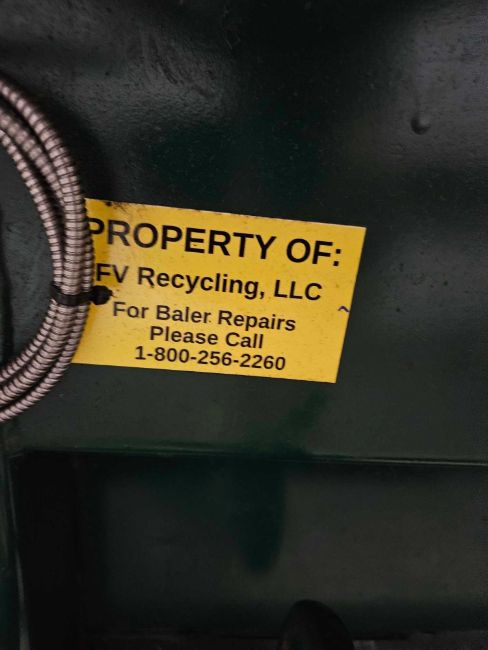 PROPERTY OF:
FV Recycling, LLC
For Baler Repairs
Please Call
1-800-256-2260